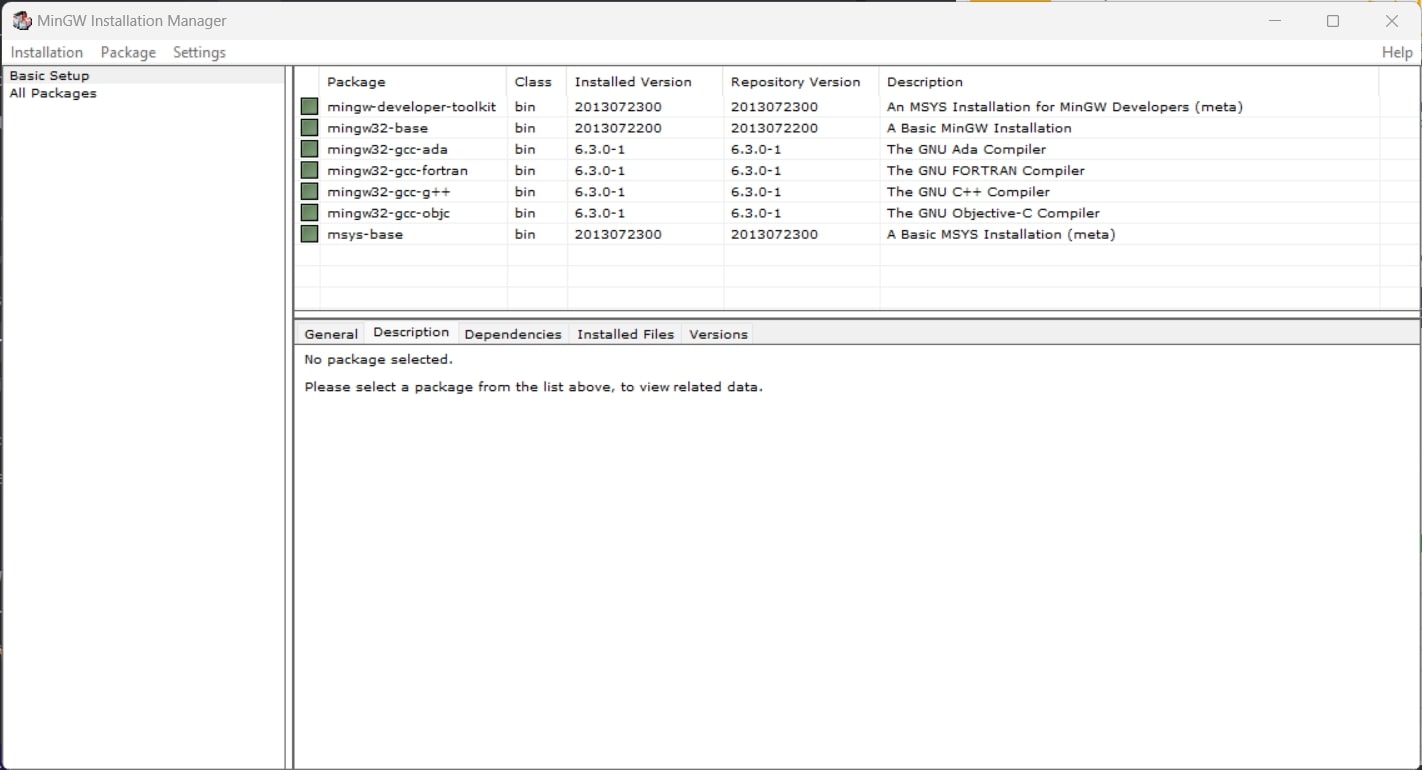 MinGW Installation Manager
Installation Package Settings Help
Basic Setup
All Packages
Package Class Installed Version Repository Version Description
mingw-developer-toolkit bin 2013072300 2013072300 An MSYS Installation for MinGW Developers (meta)
mingw32-base bin 2013072200 2013072200 A Basic MinGW Installation
mingw32-gcc-ada bin 6.3.0-1 6.3.0-1 The GNU Ada Compiler
mingw32-gcc-fortran bin 6.3.0-1 6.3.0-1 The GNU FORTRAN Compiler
mingw32-gcc-g++ bin 6.3.0-1 6.3.0-1 The GNU C++ Compiler
mingw32-gcc-objc bin 6.3.0-1 6.3.0-1 The GNU Objective-C Compiler
msys-base bin 2013072300 2013072300 A Basic MSYS Installation (meta)
General Description Dependencies Installed Files Versions
No package selected.
Please select a package from the list above, to view related data.